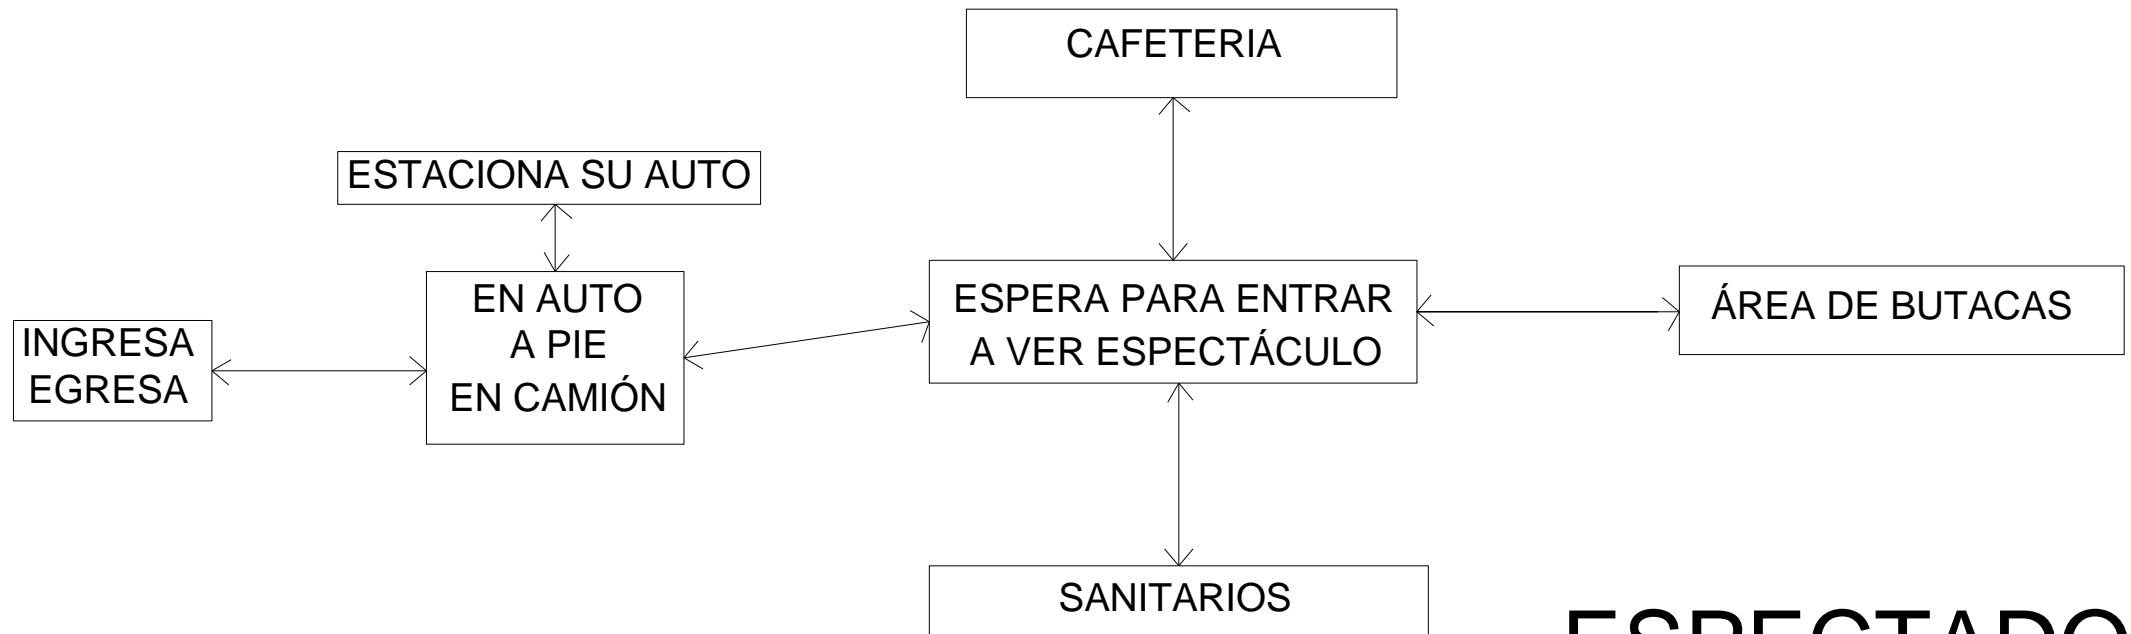 CAFETERIA
ESTACIONA SU AUTO
INGRESA
EGRESA
EN AUTO
A PIE
EN CAMIÓN
ESPERA PARA ENTRAR
A VER ESPECTÁCULO
ÁREA DE BUTACAS
SANITARIOS
ESPECTADO